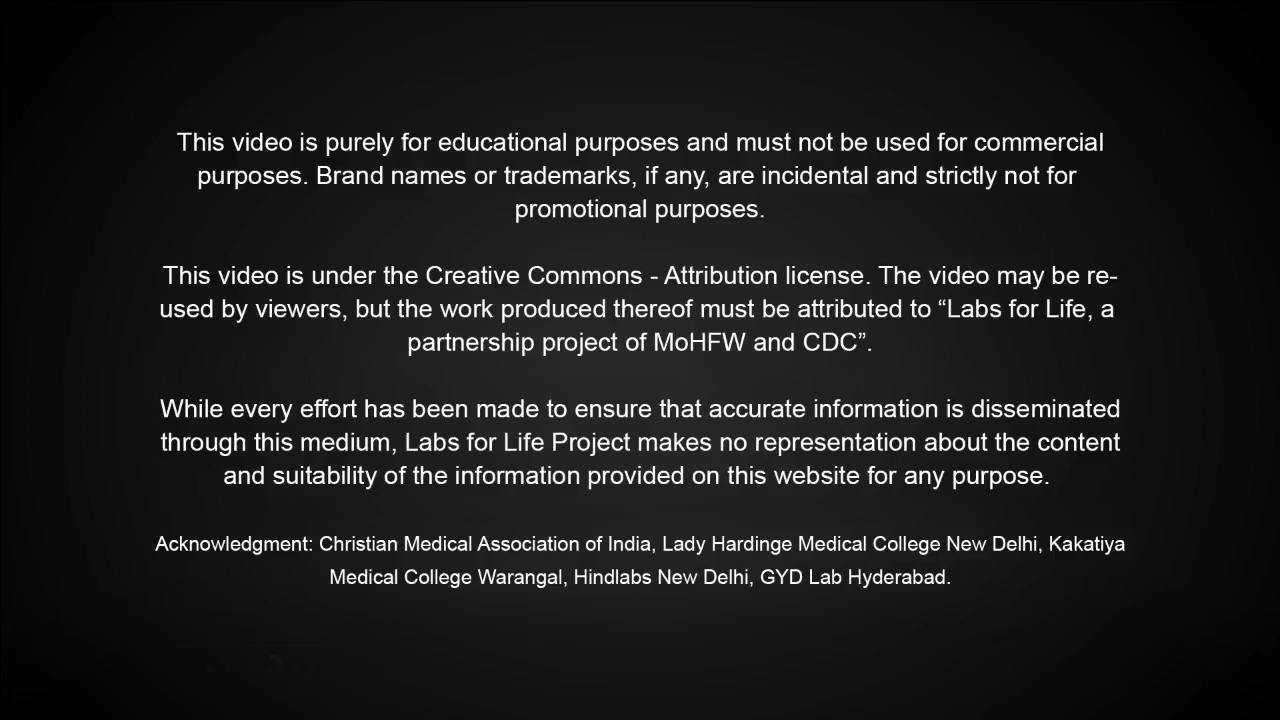 This video is purely for educational purposes and must not be used for commercial
purposes. Brand names or trademarks, if any, are incidental and strictly not for
promotional purposes.
This video is under the Creative Commons - Attribution license. The video may be re-
used by viewers, but the work produced thereof must be attributed to “Labs for Life, a
partnership project of MoHFW and CDC”.
While every effort has been made to ensure that accurate information is disseminated
through this medium, Labs for Life Project makes no representation about the content
and suitability of the information provided on this website for any purpose.
Acknowledgment: Christian Medical Association of India, Lady Hardinge Medical College New Delhi, Kakatiya
Medical College Warangal, Hindlabs New Delhi, GYD Lab Hyderabad.